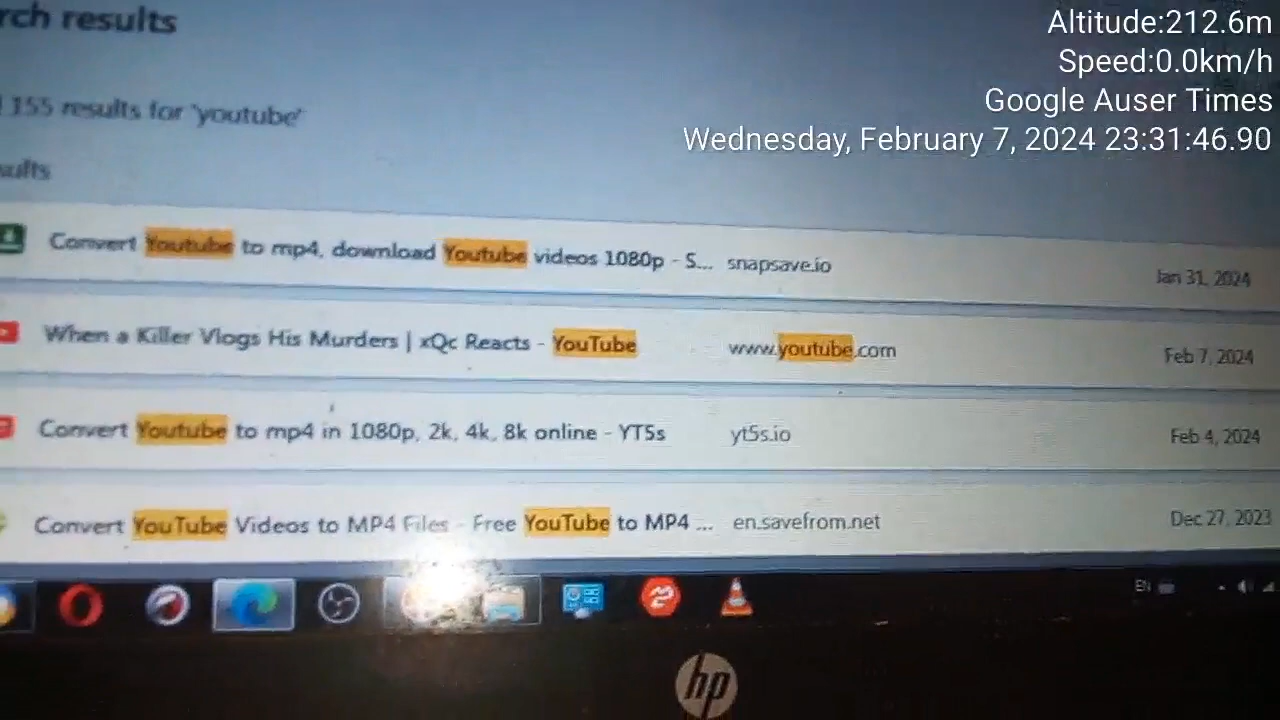 rch results
Altitude:212.6m
Speed:0.0km/h
Google Auser Times
Wednesday, February 7, 2024 23:31:46.90
155 results for 'youtube'
sults
Convert Youtube to mp4, download Youtube videos 1080p - S... snapsave.io Jan 31, 2024
When a Killer Vlogs His Murders | xQc Reacts - YouTube www.youtube.com Feb 7, 2024
Convert Youtube to mp4 in 1080p, 2k, 4k, 8k online - YT5s yt5s.io Feb 4, 2024
Convert YouTube Videos to MP4 Files - Free YouTube to MP4 ... en.savefrom.net Dec 27, 2023
EN
hp